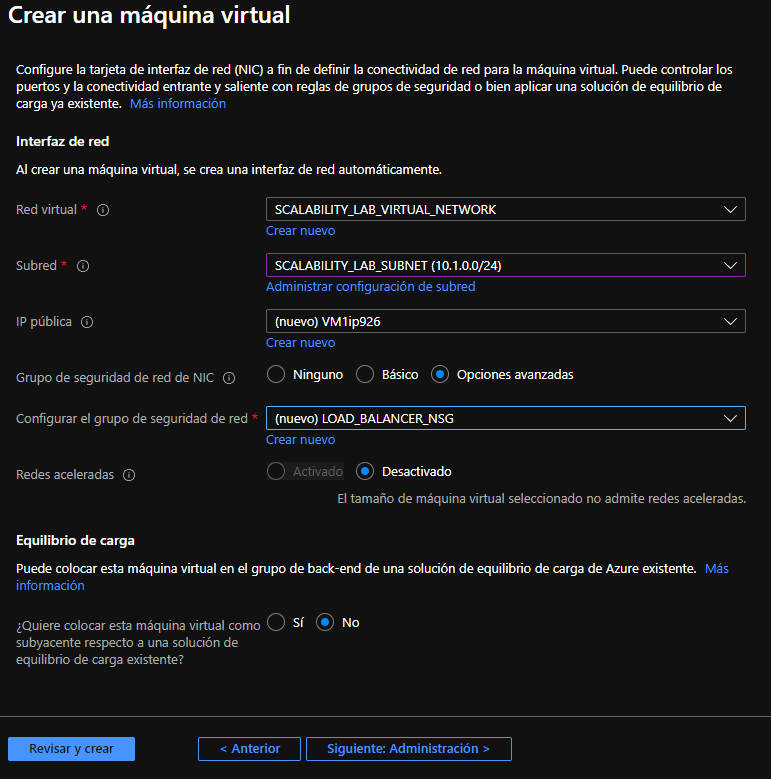 Crear una máquina virtual
Configure la tarjeta de interfaz de red (NIC) a fin de definir la conectividad de red para la máquina virtual. Puede controlar los
puertos y la conectividad entrante y saliente con reglas de grupos de seguridad o bien aplicar una solución de equilibrio de
carga ya existente. Más información
Interfaz de red
Al crear una máquina virtual, se crea una interfaz de red automáticamente.
Red virtual * SCALABILITY_LAB_VIRTUAL_NETWORK
Crear nuevo
Subred * SCALABILITY_LAB_SUBNET (10.1.0.0/24)
Administrar configuración de subred
IP pública (nuevo) VM1ip926
Crear nuevo
Grupo de seguridad de red de NIC Ninguno Básico Opciones avanzadas
Configurar el grupo de seguridad de red * (nuevo) LOAD_BALANCER_NSG
Crear nuevo
Redes aceleradas Activado Desactivado
El tamaño de máquina virtual seleccionado no admite redes aceleradas.
Equilibrio de carga
Puede colocar esta máquina virtual en el grupo de back-end de una solución de equilibrio de carga de Azure existente. Más
información
¿Quiere colocar esta máquina virtual como Sí No
subyacente respecto a una solución de
equilibrio de carga existente?
Revisar y crear < Anterior Siguiente: Administración >